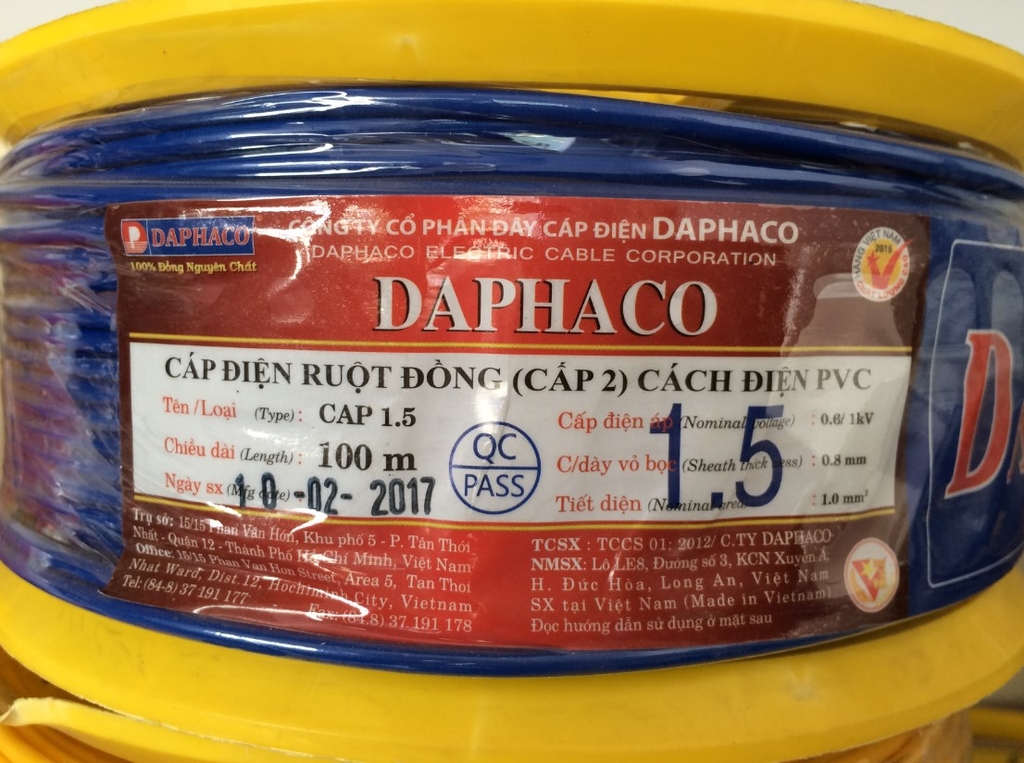 DAPHACO
100% Đồng Nguyên Chất
CÔNG TY CỔ PHẦN DÂY CÁP ĐIỆN DAPHACO
DAPHACO ELECTRIC CABLE CORPORATION
HÀNG VIỆT NAM
2016
DAPHACO
CÁP ĐIỆN RUỘT ĐỒNG (CẤP 2) CÁCH ĐIỆN PVC
Tên/Loại (Type) : CAP 1.5
Chiều dài (Length) : 100 m
Ngày sx (Mfg date) 10-02-2017
QC
PASS
Cấp điện áp (Nominal voltage) : 0.6/ 1kV
C/dày vỏ bọc (Sheath thickness) : 0.8 mm
Tiết diện (Nominal area) : 1.0 mm²
1.5
Trụ sở: 15/15 Phan Văn Hớn, Khu phố 5 - P. Tân Thới
Nhất - Quận 12 - Thành Phố Hồ Chí Minh, Việt Nam
Office: 15/15 Phan Van Hon Street, Area 5, Tan Thoi
Nhat Ward, Dist. 12, Hochiminh City, Vietnam
Tel: (84-8) 37 191 177
Fax: (84.8) 37 191 178
TCSX : TCCS 01: 2012/ C.TY DAPHACO
NMSX: Lô LE8, Đường số 3, KCN Xuyên Á
H. Đức Hòa, Long An, Việt Nam
SX tại Việt Nam (Made in Vietnam)
Đọc hướng dẫn sử dụng ở mặt sau
D